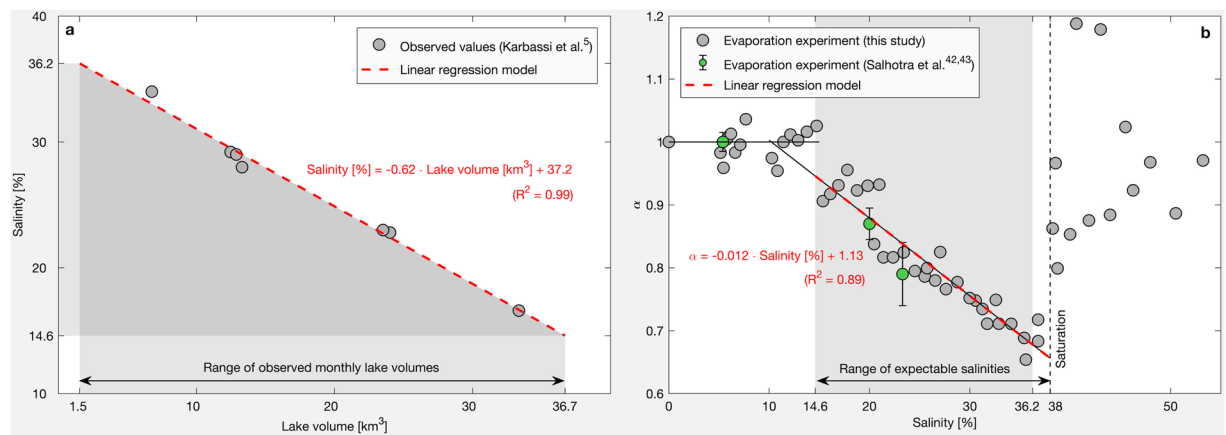 a
Observed values (Karbassi et al.⁵)
Linear regression model
Salinity [%] = -0.62 · Lake volume [km³] + 37.2
(R² = 0.99)
Range of observed monthly lake volumes
Salinity [%]
40
36.2
30
20
14.6
10
1.5
10
20
30
36.7
Lake volume [km³]
b
Evaporation experiment (this study)
Evaporation experiment (Salhotra et al.⁴²,⁴³)
Linear regression model
α = -0.012 · Salinity [%] + 1.13
(R² = 0.89)
Saturation
Range of expectable salinities
α
1.2
1.1
1
0.9
0.8
0.7
0.6
0
10
14.6
20
30
36.2
38
50
Salinity [%]